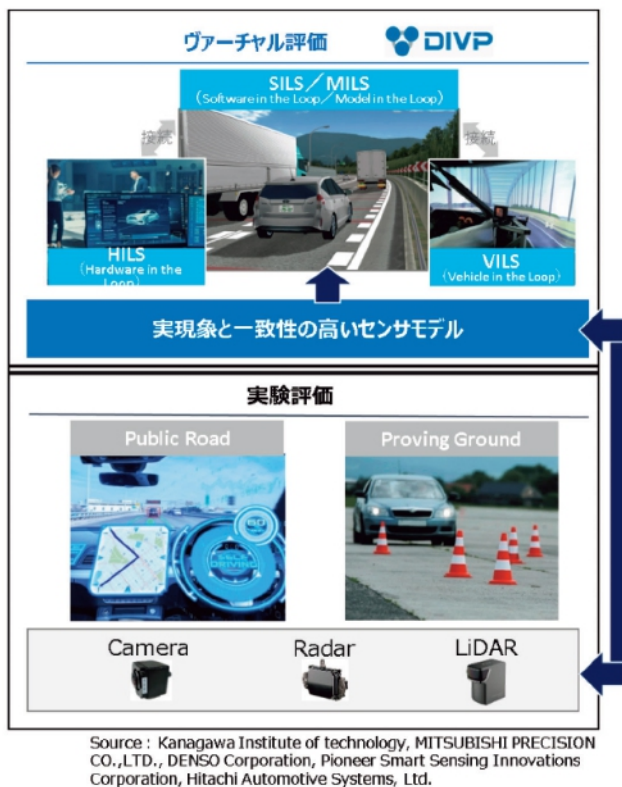 ヴァーチャル評価
DIVP
SILS/MILS
(Software in the Loop/Model in the Loop)
接続
接続
HILS
(Hardware in the
Loop)
VILS
(Vehicle in the Loop)
実現象と一致性の高いセンサモデル
実験評価
Public Road
Proving Ground
Camera
Radar
LiDAR
Source : Kanagawa Institute of technology, MITSUBISHI PRECISION
CO.,LTD., DENSO Corporation, Pioneer Smart Sensing Innovations
Corporation, Hitachi Automotive Systems, Ltd.